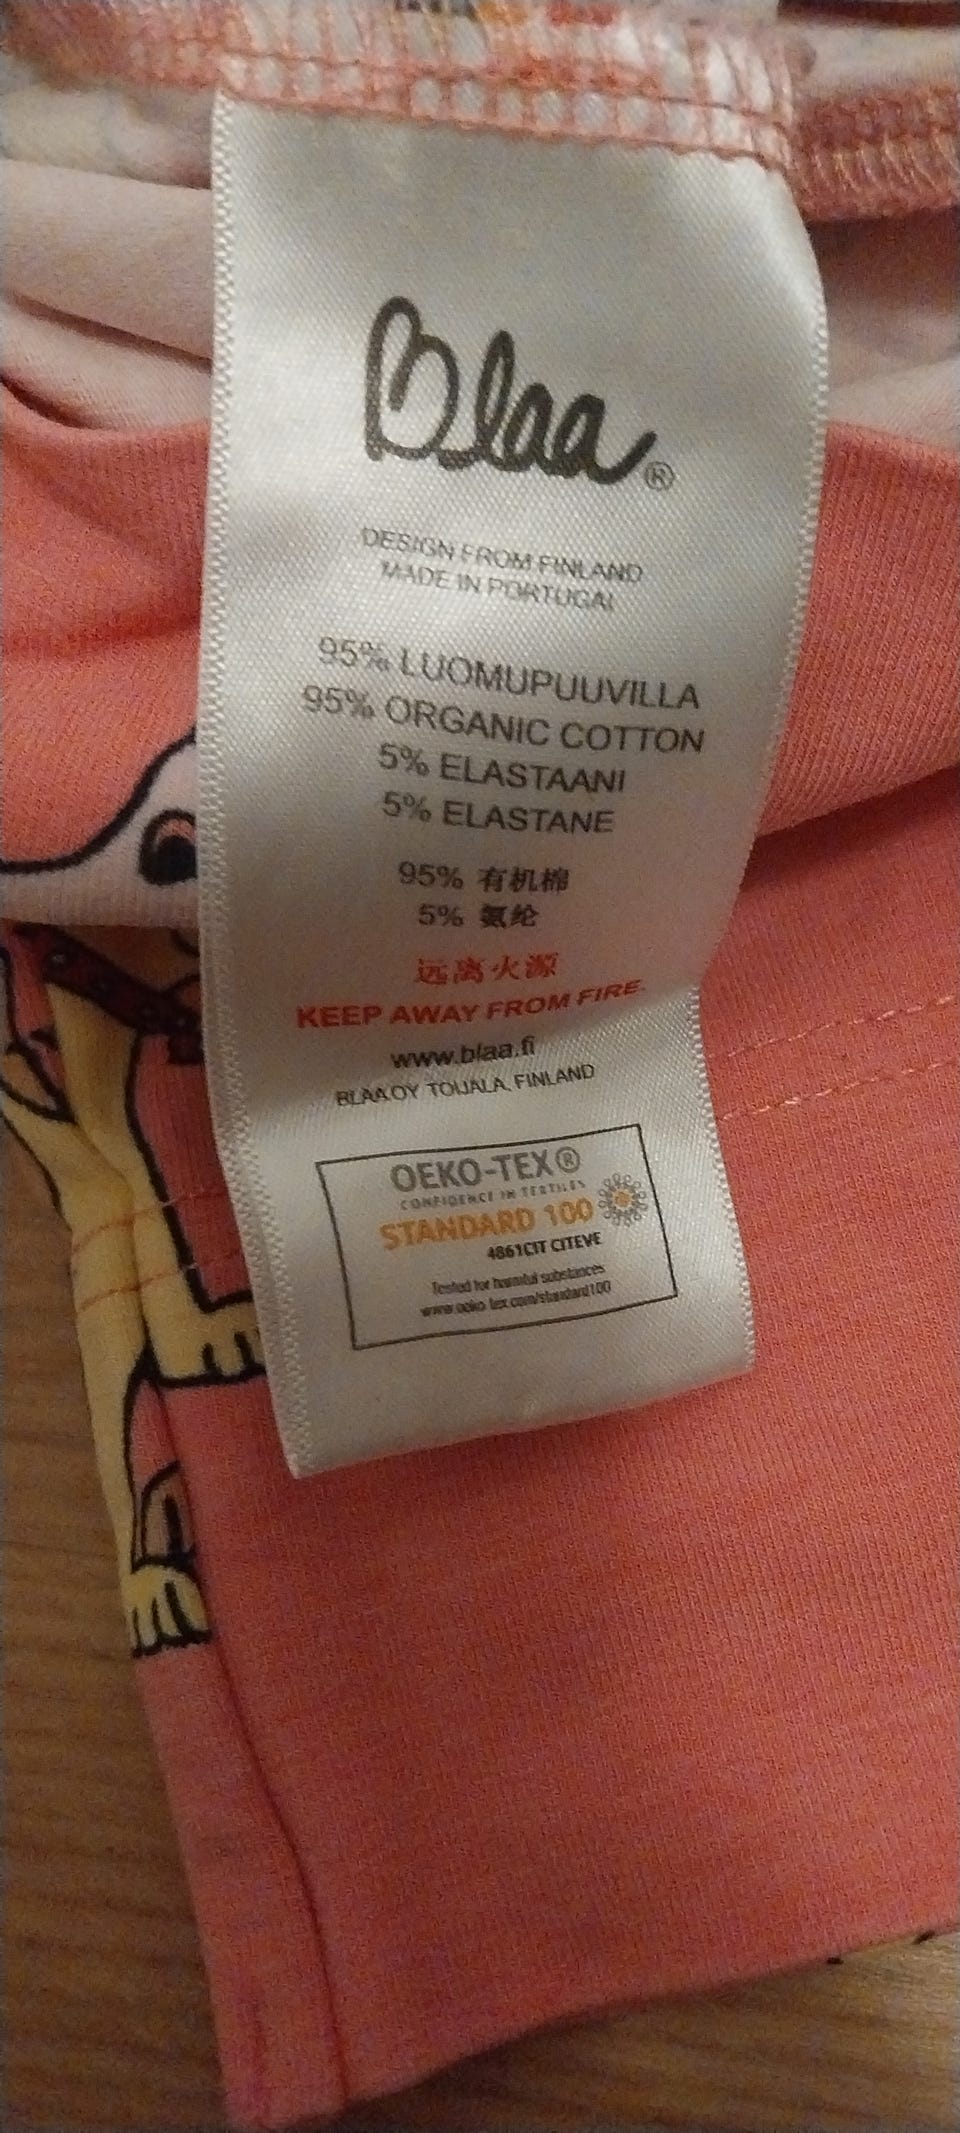 Blaa®
DESIGN FROM FINLAND
MADE IN PORTUGAL
95% LUOMUPUUVILLA
95% ORGANIC COTTON
5% ELASTAANI
5% ELASTANE
95% 有机棉
5% 氨纶
远离火源
KEEP AWAY FROM FIRE.
www.blaa.fi
BLAA OY TOIJALA, FINLAND
OEKO-TEX®
CONFIDENCE IN TEXTILES
STANDARD 100
4861CIT CITEVE
Tested for harmful substances
www.oeko-tex.com/standard100